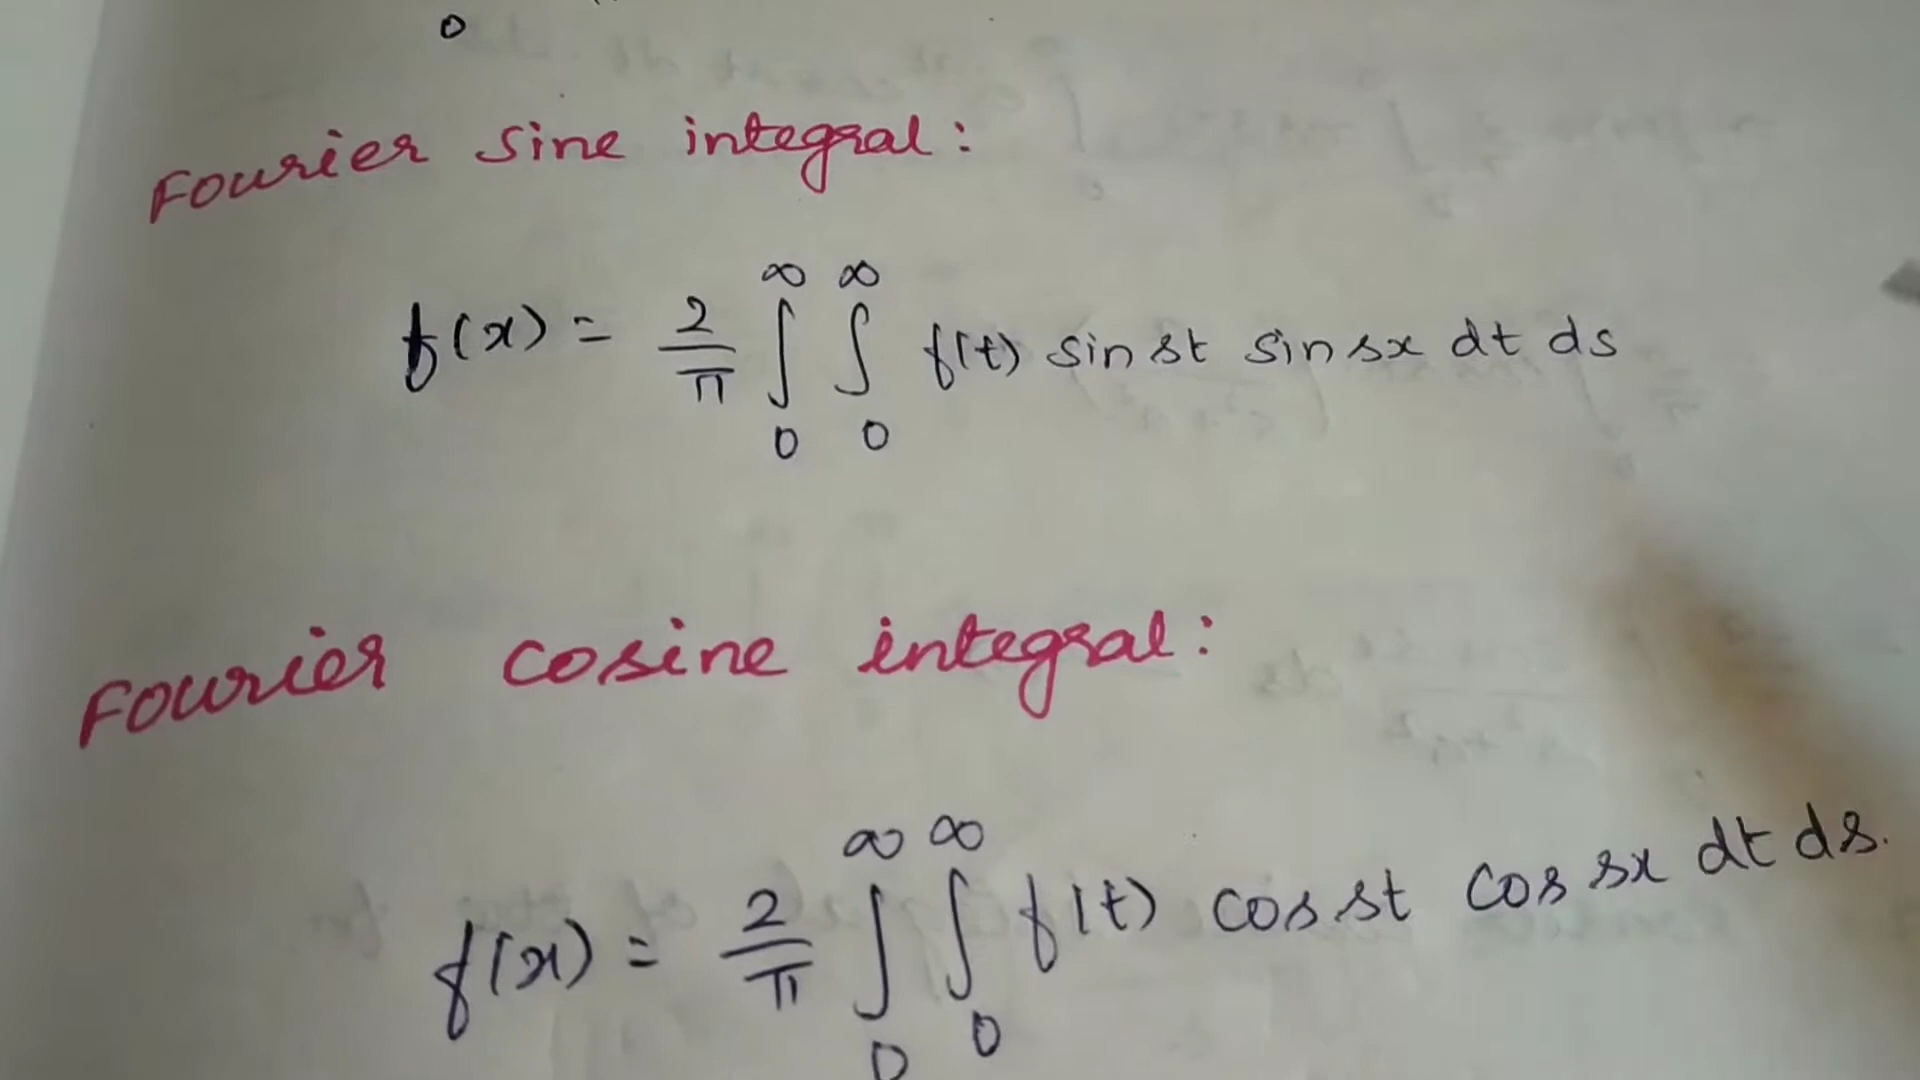 0
Fourier sine integral:
f(x) = 2/π ∫₀^∞ ∫₀^∞ f(t) sin st sin sx dt ds
Fourier cosine integral:
f(x) = 2/π ∫₀^∞ ∫₀^∞ f(t) cos st cos sx dt ds.